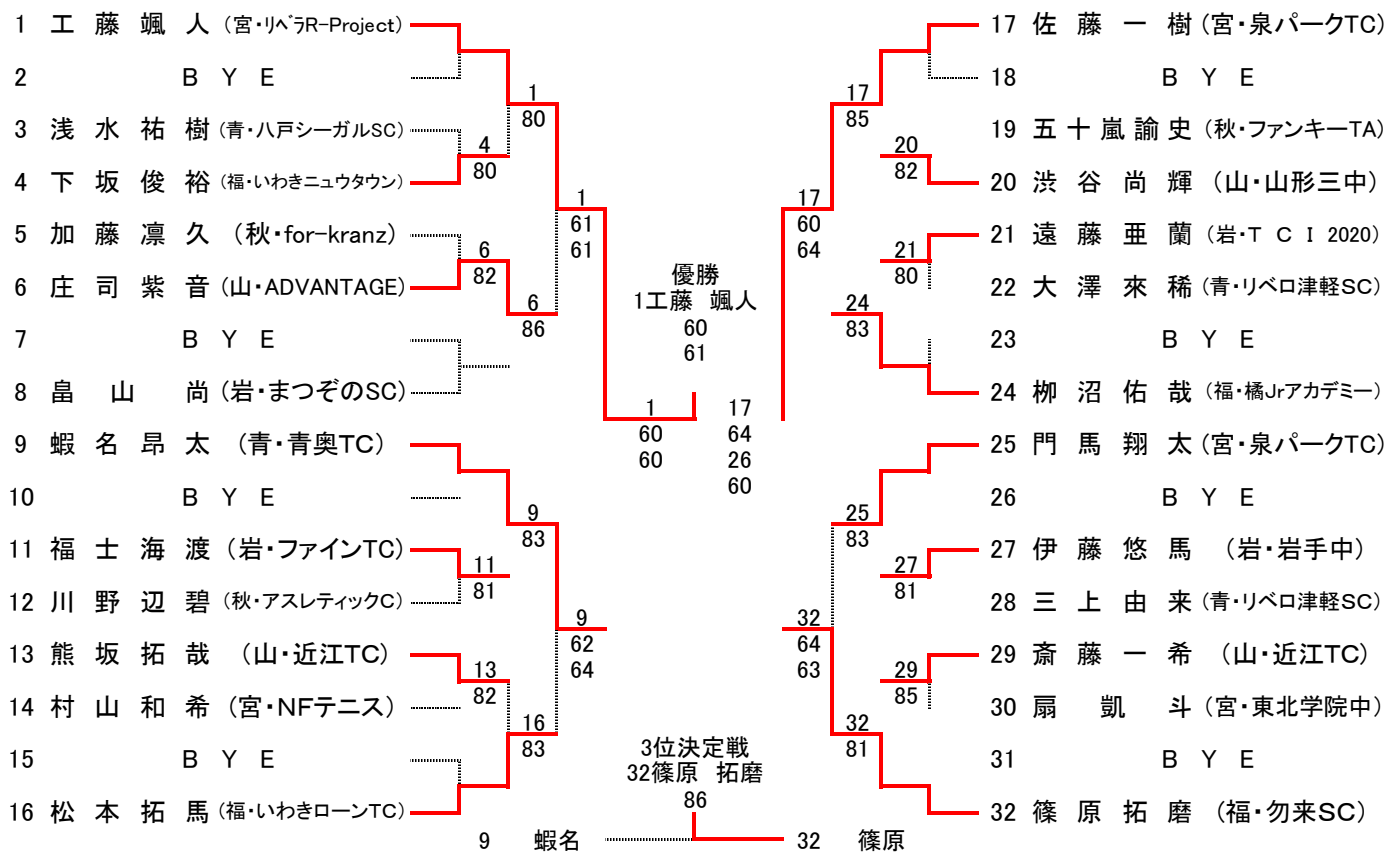 1 工藤颯人 (宮・リベラR-Project)
2 BYE
3 浅水祐樹 (青・八戸シーガルSC)
4 下坂俊裕 (福・いわきニュウタウン)
5 加藤凛久 (秋・for-kranz)
6 庄司紫音 (山・ADVANTAGE)
7 BYE
8 畠山尚 (岩・まつぞのSC)
9 蝦名昂太 (青・青奥TC)
10 BYE
11 福士海渡 (岩・ファインTC)
12 川野辺碧 (秋・アスレティックC)
13 熊坂拓哉 (山・近江TC)
14 村山和希 (宮・NFテニス)
15 BYE
16 松本拓馬 (福・いわきローンTC)
4
80
6
82
11
81
13
82
1
80
6
86
9
83
16
83
1
61
61
9
62
64
1
60
60
優勝
1工藤 颯人
60
61
17
64
26
60
3位決定戦
32篠原 拓磨
86
9 蝦名
32 篠原
17
60
64
32
64
63
17
85
24
83
25
83
32
81
20
82
21
80
27
81
29
85
17 佐藤一樹 (宮・泉パークTC)
18 BYE
19 五十嵐諭史 (秋・ファンキーTA)
20 渋谷尚輝 (山・山形三中)
21 遠藤亜蘭 (岩・TCI 2020)
22 大澤來稀 (青・リベロ津軽SC)
23 BYE
24 栁沼佑哉 (福・橘Jrアカデミー)
25 門馬翔太 (宮・泉パークTC)
26 BYE
27 伊藤悠馬 (岩・岩手中)
28 三上由来 (青・リベロ津軽SC)
29 斎藤一希 (山・近江TC)
30 扇凱斗 (宮・東北学院中)
31 BYE
32 篠原拓磨 (福・勿来SC)